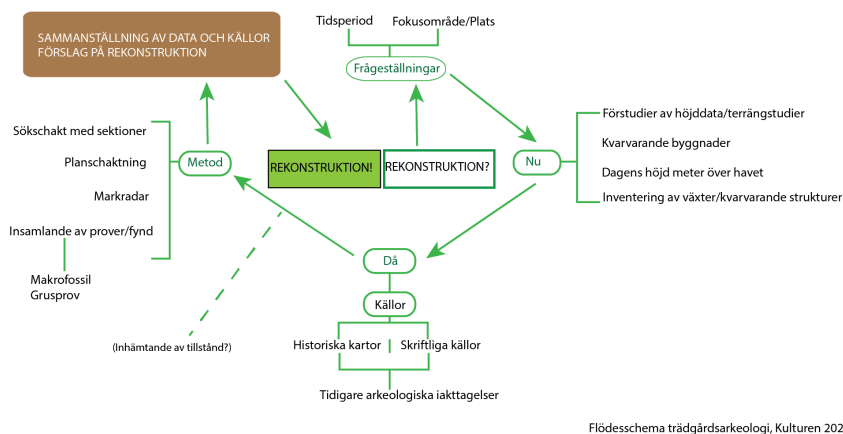 SAMMANSTÄLLNING AV DATA OCH KÄLLOR
FÖRSLAG PÅ REKONSTRUKTION
Tidsperiod
Fokusområde/Plats
Frågeställningar
REKONSTRUKTION!
REKONSTRUKTION?
Nu
Förstudier av höjddata/terrängstudier
Kvarvarande byggnader
Dagens höjd meter över havet
Inventering av växter/kvarvarande strukturer
Då
Källor
Historiska kartor
Skriftliga källor
Tidigare arkeologiska iakttagelser
Metod
Sökschakt med sektioner
Planschaktning
Markradar
Insamlande av prover/fynd
Makrofossil
Grusprov
(Inhämtande av tillstånd?)
Flödesschema trädgårdsarkeologi, Kulturen 202